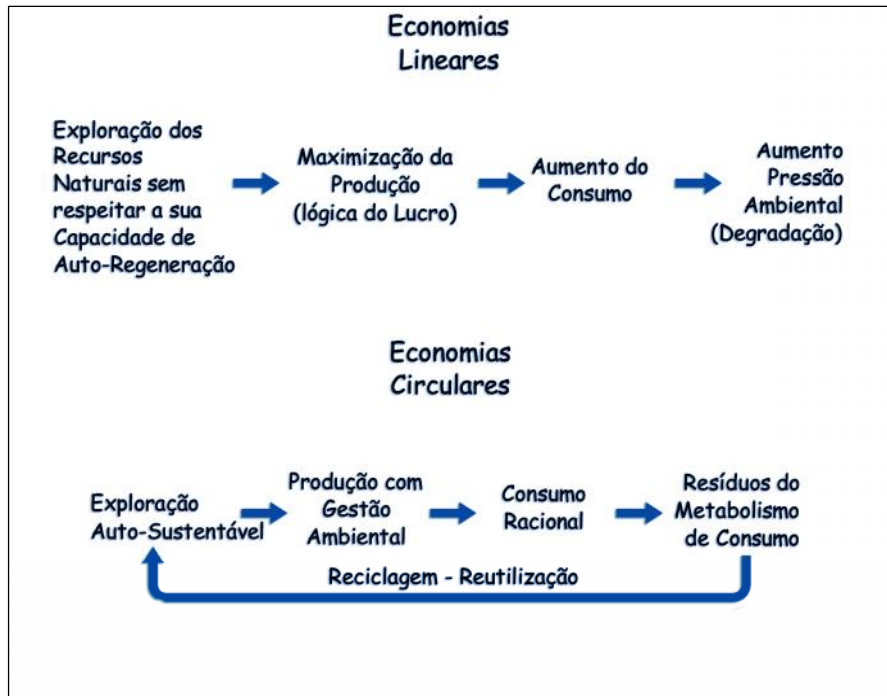 Economias
Lineares
Exploração dos
Recursos
Naturais sem
respeitar a sua
Capacidade de
Auto-Regeneração
Maximização da
Produção
(lógica do Lucro)
Aumento do
Consumo
Aumento
Pressão
Ambiental
(Degradação)
Economias
Circulares
Exploração
Auto-Sustentável
Produção com
Gestão
Ambiental
Consumo
Racional
Resíduos do
Metabolismo
de Consumo
Reciclagem - Reutilização